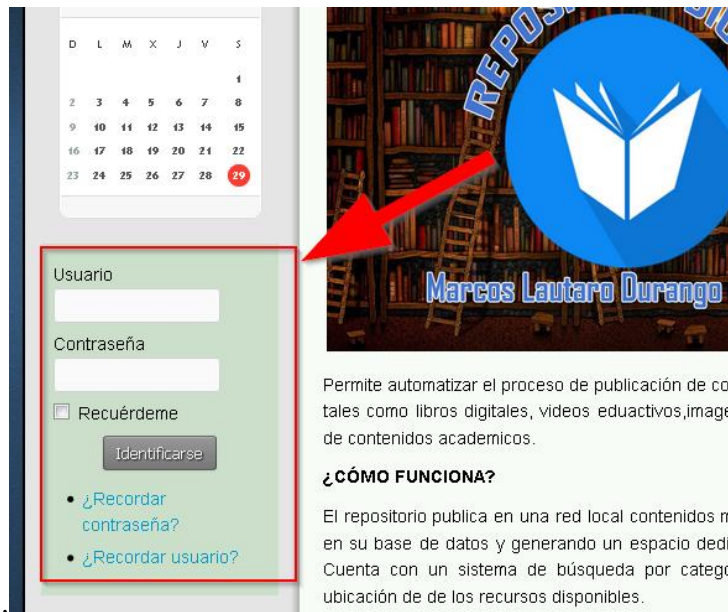 D L M X J V S
1
2 3 4 5 6 7 8
9 10 11 12 13 14 15
16 17 18 19 20 21 22
23 24 25 26 27 28 29
Usuario
Contraseña
Recuérdeme
Identificarse
¿Recordar
contraseña?
¿Recordar usuario?
Marcos Lautaro Durango
Permite automatizar el proceso de publicación de co
tales como libros digitales, videos eduactivos,image
de contenidos academicos.
¿CÓMO FUNCIONA?
El repositorio publica en una red local contenidos m
en su base de datos y generando un espacio dedi
Cuenta con un sistema de búsqueda por catego
ubicación de de los recursos disponibles.